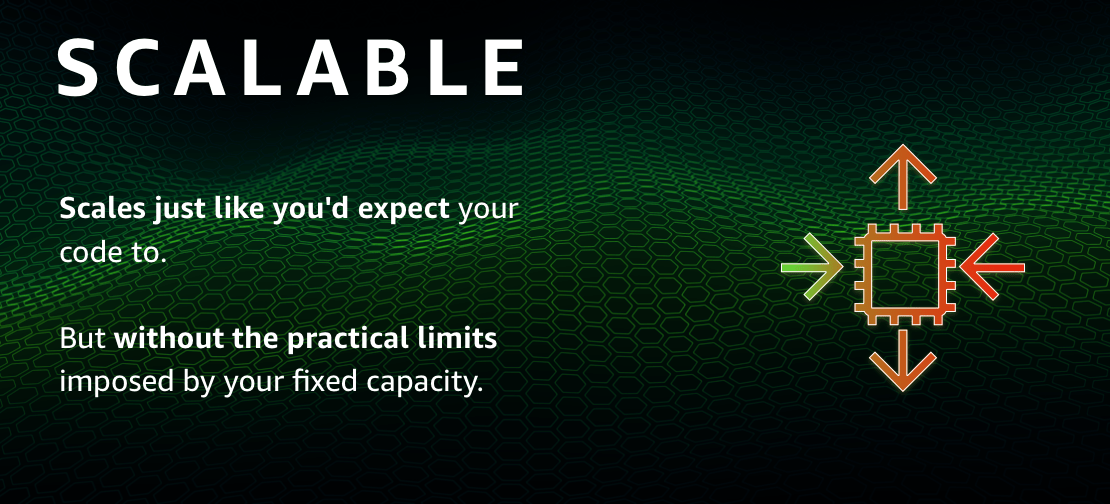 SCALABLE
Scales just like you'd expect your
code to.
But without the practical limits
imposed by your fixed capacity.